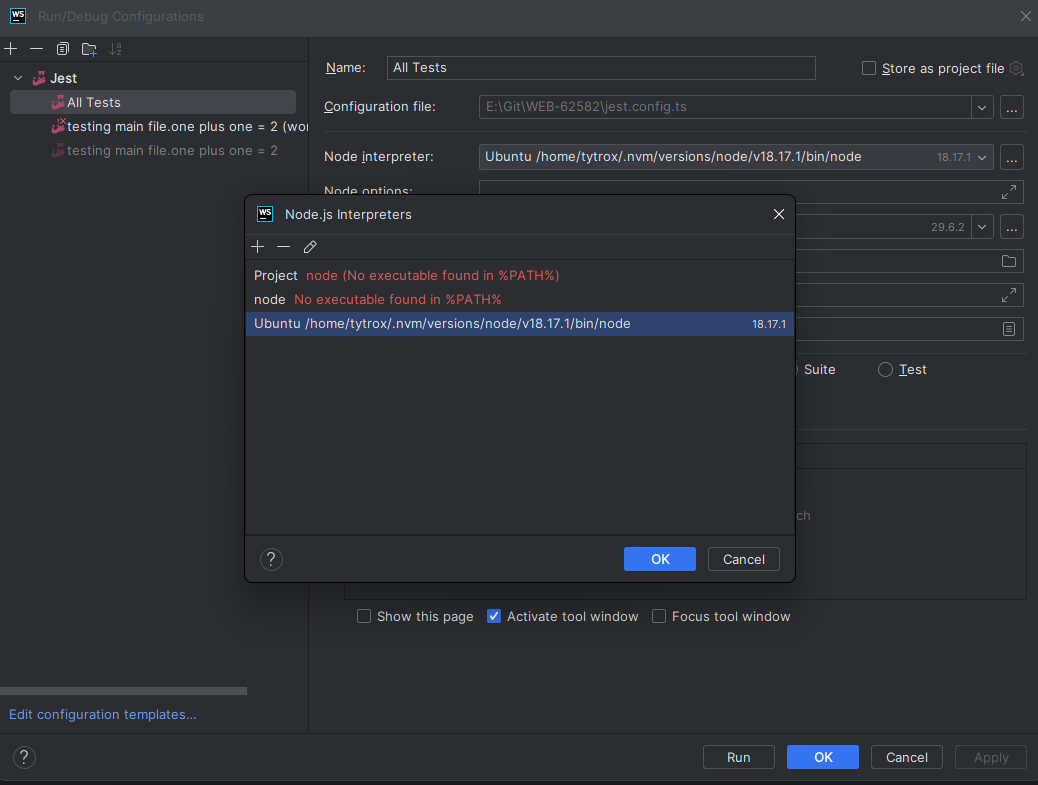 WS Run/Debug Configurations
Jest
All Tests
testing main file.one plus one = 2 (wor
testing main file.one plus one = 2
Edit configuration templates...
Name: All Tests Store as project file
Configuration file: E:\Git\WEB-62582\jest.config.ts ...
Node interpreter: Ubuntu /home/tytrox/.nvm/versions/node/v18.17.1/bin/node 18.17.1 ...
Node options:
29.6.2 ...
Suite Test
ch
WS Node.js Interpreters
Project node (No executable found in %PATH%)
node No executable found in %PATH%
Ubuntu /home/tytrox/.nvm/versions/node/v18.17.1/bin/node 18.17.1
? OK Cancel
Show this page Activate tool window Focus tool window
? Run OK Cancel Apply